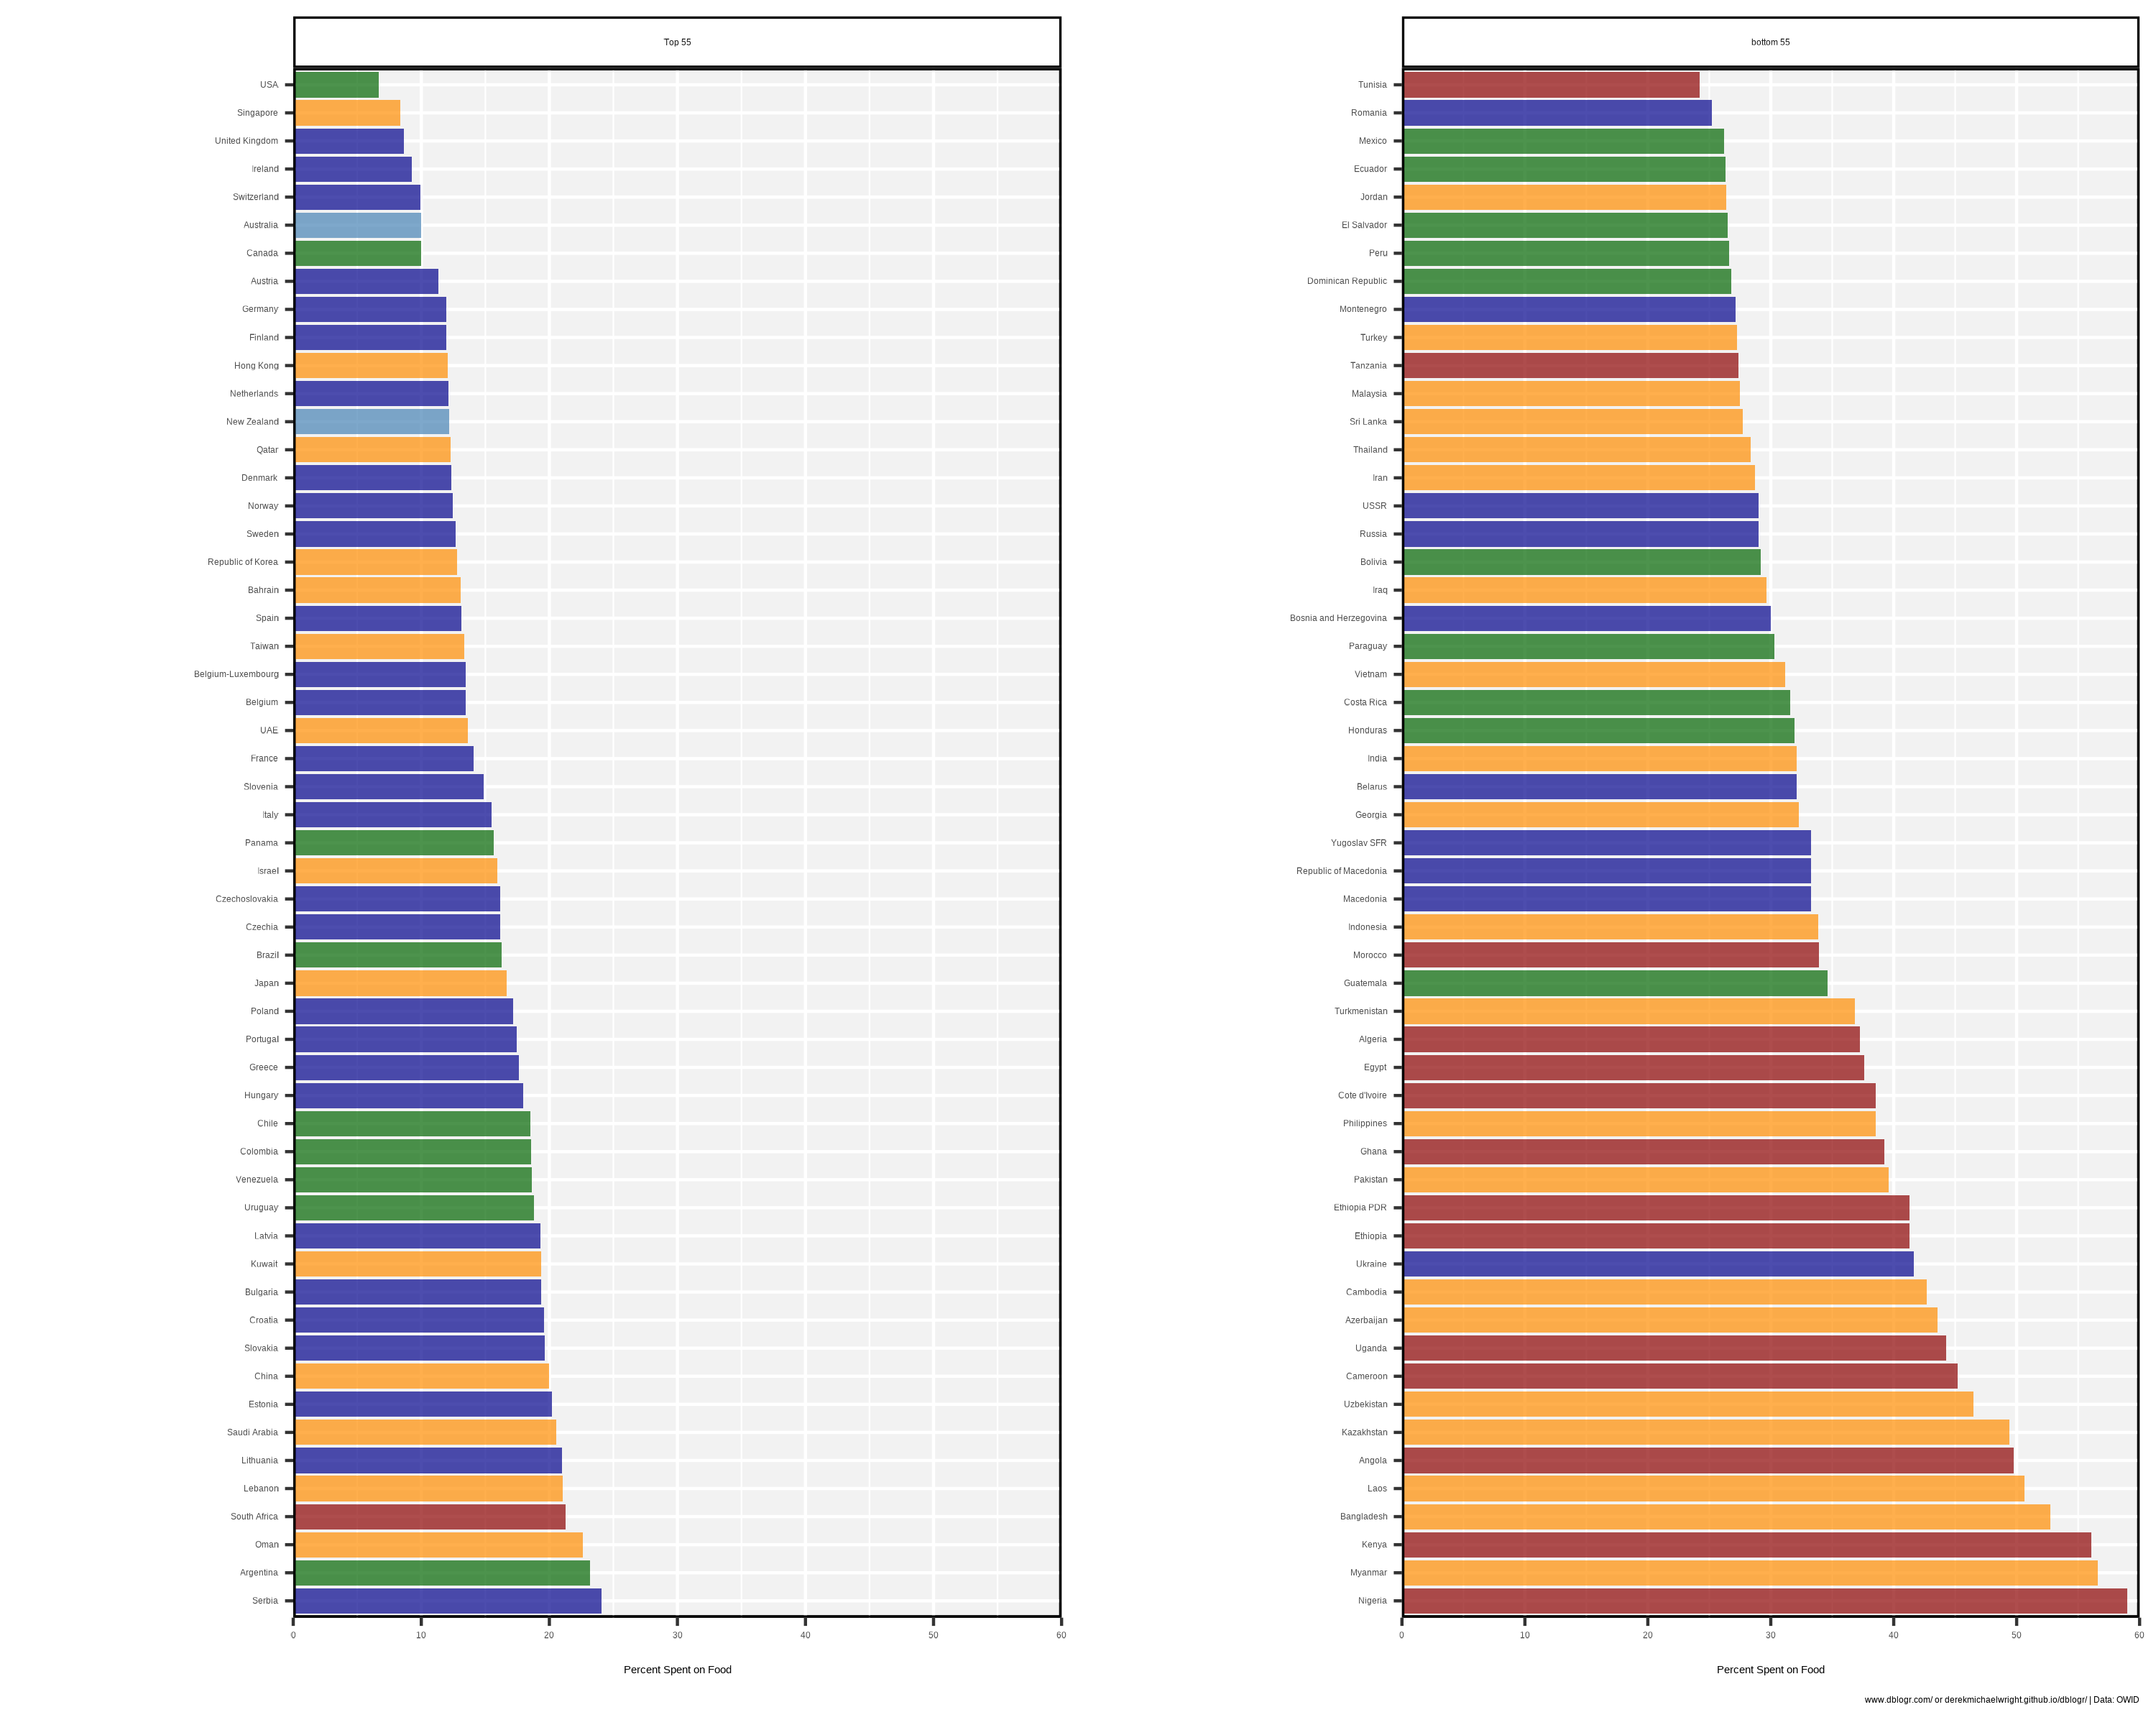 Top 55
USA
Singapore
United Kingdom
Ireland
Switzerland
Australia
Canada
Austria
Germany
Finland
Hong Kong
Netherlands
New Zealand
Qatar
Denmark
Norway
Sweden
Republic of Korea
Bahrain
Spain
Taiwan
Belgium-Luxembourg
Belgium
UAE
France
Slovenia
Italy
Panama
Israel
Czechoslovakia
Czechia
Brazil
Japan
Poland
Portugal
Greece
Hungary
Chile
Colombia
Venezuela
Uruguay
Latvia
Kuwait
Bulgaria
Croatia
Slovakia
China
Estonia
Saudi Arabia
Lithuania
Lebanon
South Africa
Oman
Argentina
Serbia
0 10 20 30 40 50 60
Percent Spent on Food
bottom 55
Tunisia
Romania
Mexico
Ecuador
Jordan
El Salvador
Peru
Dominican Republic
Montenegro
Turkey
Tanzania
Malaysia
Sri Lanka
Thailand
Iran
USSR
Russia
Bolivia
Iraq
Bosnia and Herzegovina
Paraguay
Vietnam
Costa Rica
Honduras
India
Belarus
Georgia
Yugoslav SFR
Republic of Macedonia
Macedonia
Indonesia
Morocco
Guatemala
Turkmenistan
Algeria
Egypt
Cote d'Ivoire
Philippines
Ghana
Pakistan
Ethiopia PDR
Ethiopia
Ukraine
Cambodia
Azerbaijan
Uganda
Cameroon
Uzbekistan
Kazakhstan
Angola
Laos
Bangladesh
Kenya
Myanmar
Nigeria
0 10 20 30 40 50 60
Percent Spent on Food
www.dblogr.com/ or derekmichaelwright.github.io/dblogr/ | Data: OWID